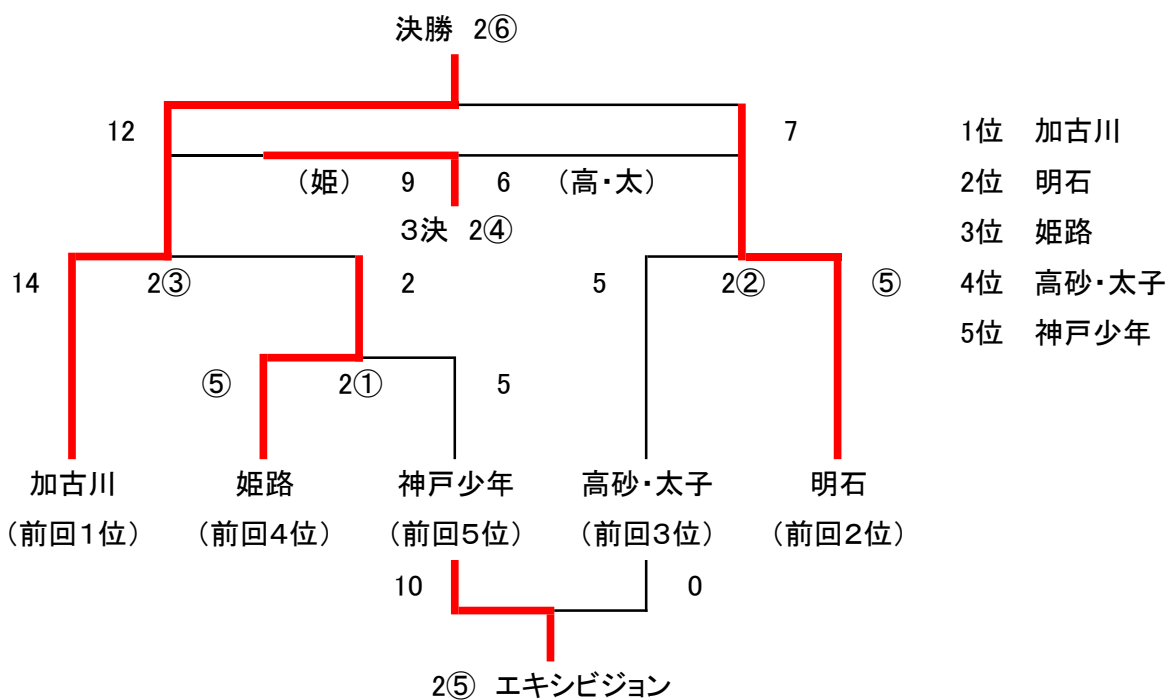 決勝 2⑥
12
7
(姫) 9 6 (高・太)
3決 2④
14
2③
2
5
2②
⑤
⑤
2①
5
加古川 姫路 神戸少年 高砂・太子 明石
(前回1位) (前回4位) (前回5位) (前回3位) (前回2位)
10
0
2⑤ エキシビジョン
1位 加古川
2位 明石
3位 姫路
4位 高砂・太子
5位 神戸少年